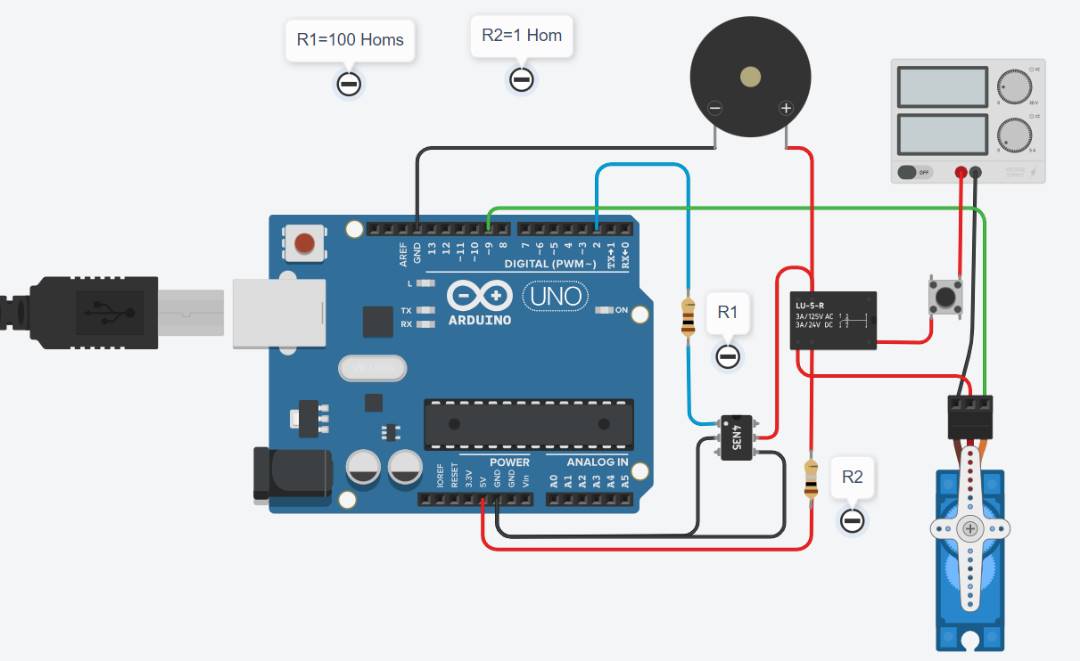 R1=100 Homs
R2=1 Hom
OFF
AREF
GND
13
12
~11
~10
~9
8
7
~6
~5
4
~3
2
TX→1
RX←0
DIGITAL (PWM~)
L
TX
RX
UNO
ARDUINO
ON
R1
LU-5-R
3A/125V AC
3A/24V DC
4N35
POWER
ANALOG IN
IOREF
RESET
3.3V
5V
GND
GND
Vin
A0
A1
A2
A3
A4
A5
R2